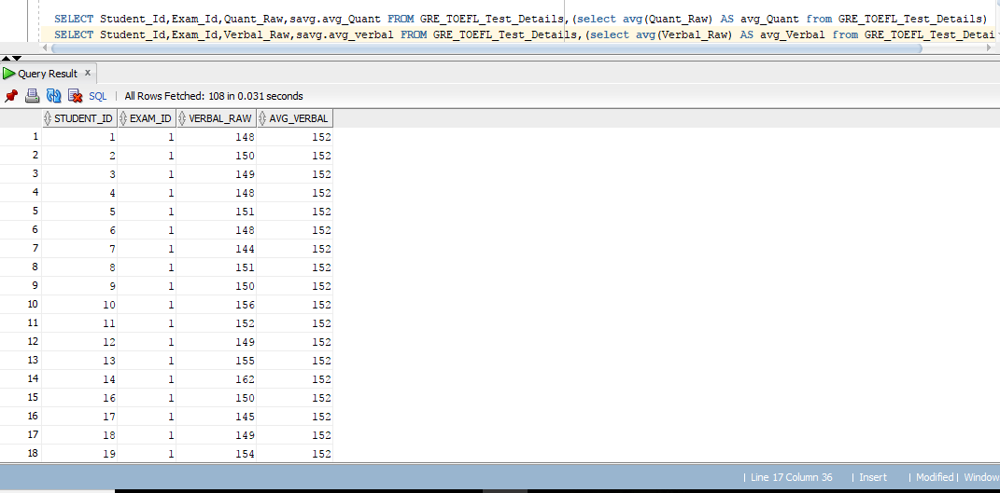 SELECT Student_Id,Exam_Id,Quant_Raw,savg.avg_Quant FROM GRE_TOEFL_Test_Details,(select avg(Quant_Raw) AS avg_Quant from GRE_TOEFL_Test_Details)
SELECT Student_Id,Exam_Id,Verbal_Raw,savg.avg_verbal FROM GRE_TOEFL_Test_Details,(select avg(Verbal_Raw) AS avg_Verbal from GRE_TOEFL_Test_Detai
Query Result x
SQL | All Rows Fetched: 108 in 0.031 seconds
STUDENT_ID EXAM_ID VERBAL_RAW AVG_VERBAL
1 1 1 148 152
2 2 1 150 152
3 3 1 149 152
4 4 1 148 152
5 5 1 151 152
6 6 1 148 152
7 7 1 144 152
8 8 1 151 152
9 9 1 150 152
10 10 1 156 152
11 11 1 152 152
12 12 1 149 152
13 13 1 155 152
14 14 1 162 152
15 16 1 150 152
16 17 1 145 152
17 18 1 149 152
18 19 1 154 152
| Line 17 Column 36 | Insert | Modified | Window